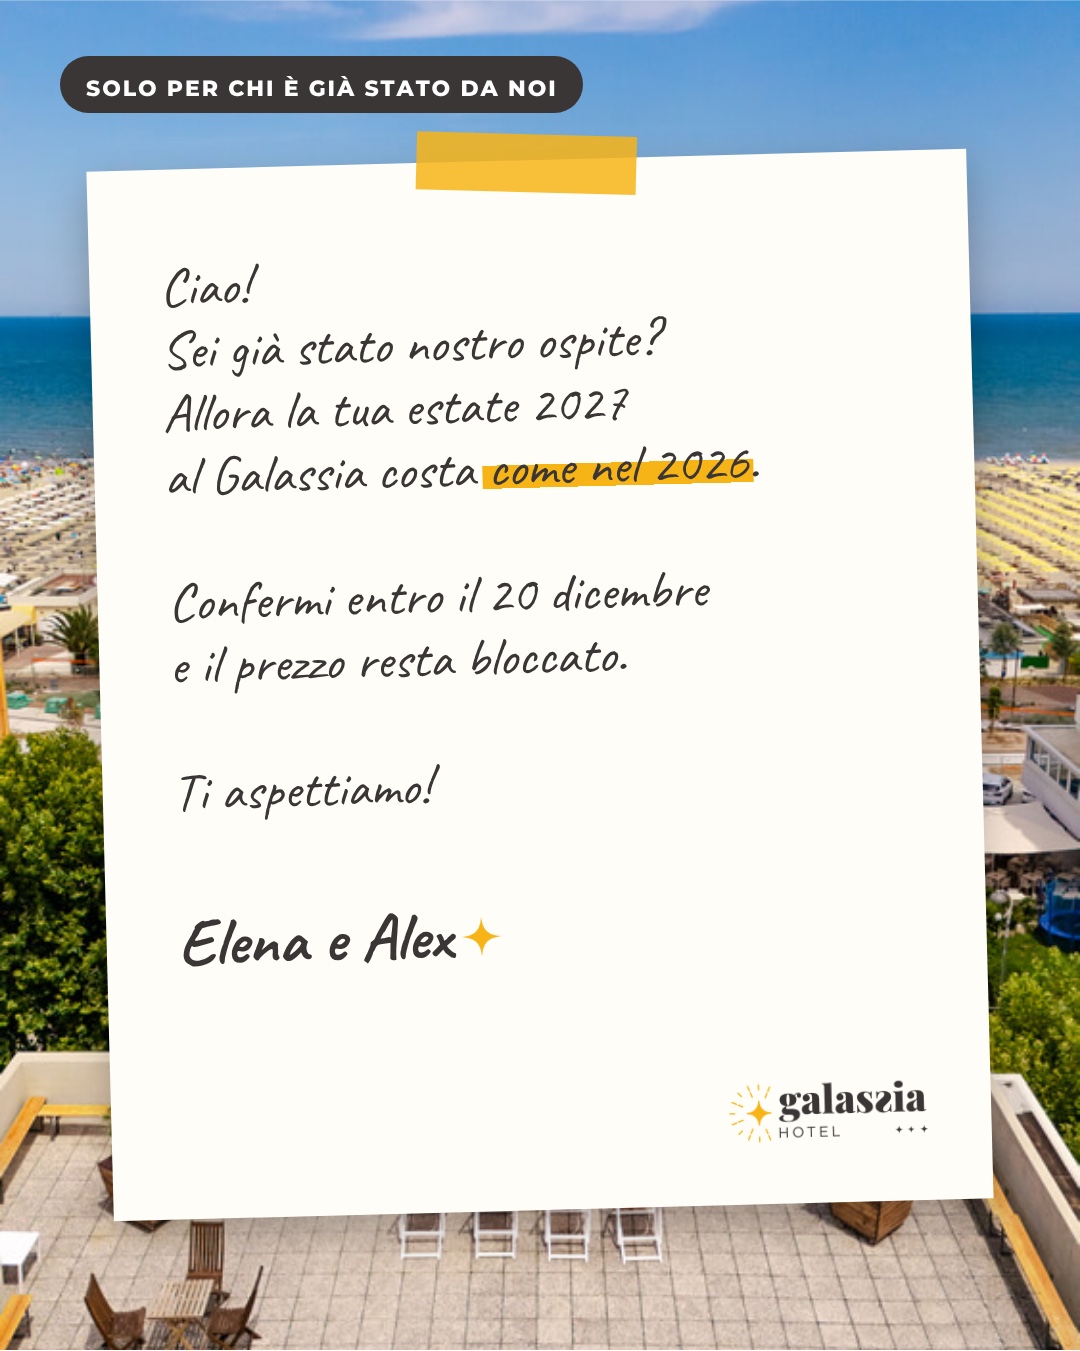 SOLO PER CHI È GIÀ STATO DA NOI
Ciao!
Sei già stato nostro ospite?
Allora la tua estate 2027
al Galassia costa come nel 2026.
Confermi entro il 20 dicembre
e il prezzo resta bloccato.
Ti aspettiamo!
Elena e Alex
galassia
HOTEL